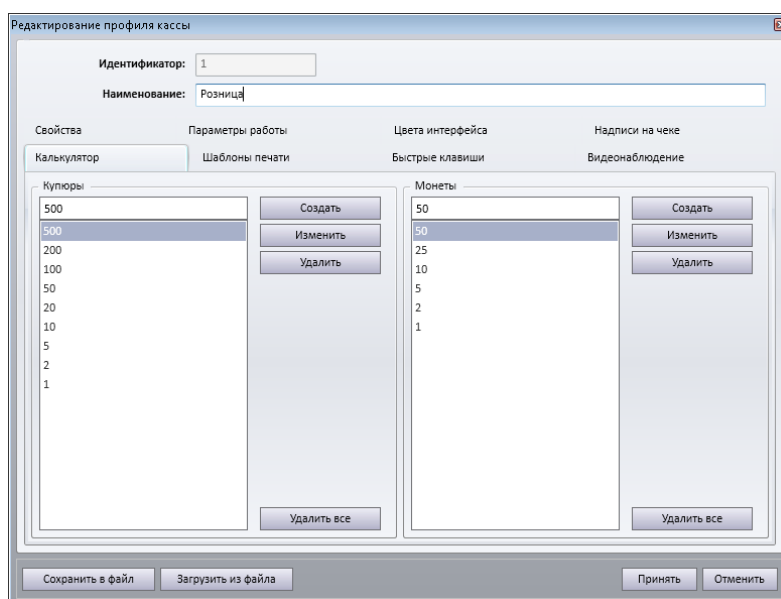 Редактирование профиля кассы
Идентификатор: 1
Наименование: Розница
Свойства Параметры работы Цвета интерфейса Надписи на чеке
Калькулятор Шаблоны печати Быстрые клавиши Видеонаблюдение
Купюры Монеты
500 Создать 50 Создать
500 Изменить 50 Изменить
200 Удалить 25 Удалить
100 10
50 5
20 2
10 1
5
2
1
Удалить все Удалить все
Сохранить в файл Загрузить из файла Принять Отменить